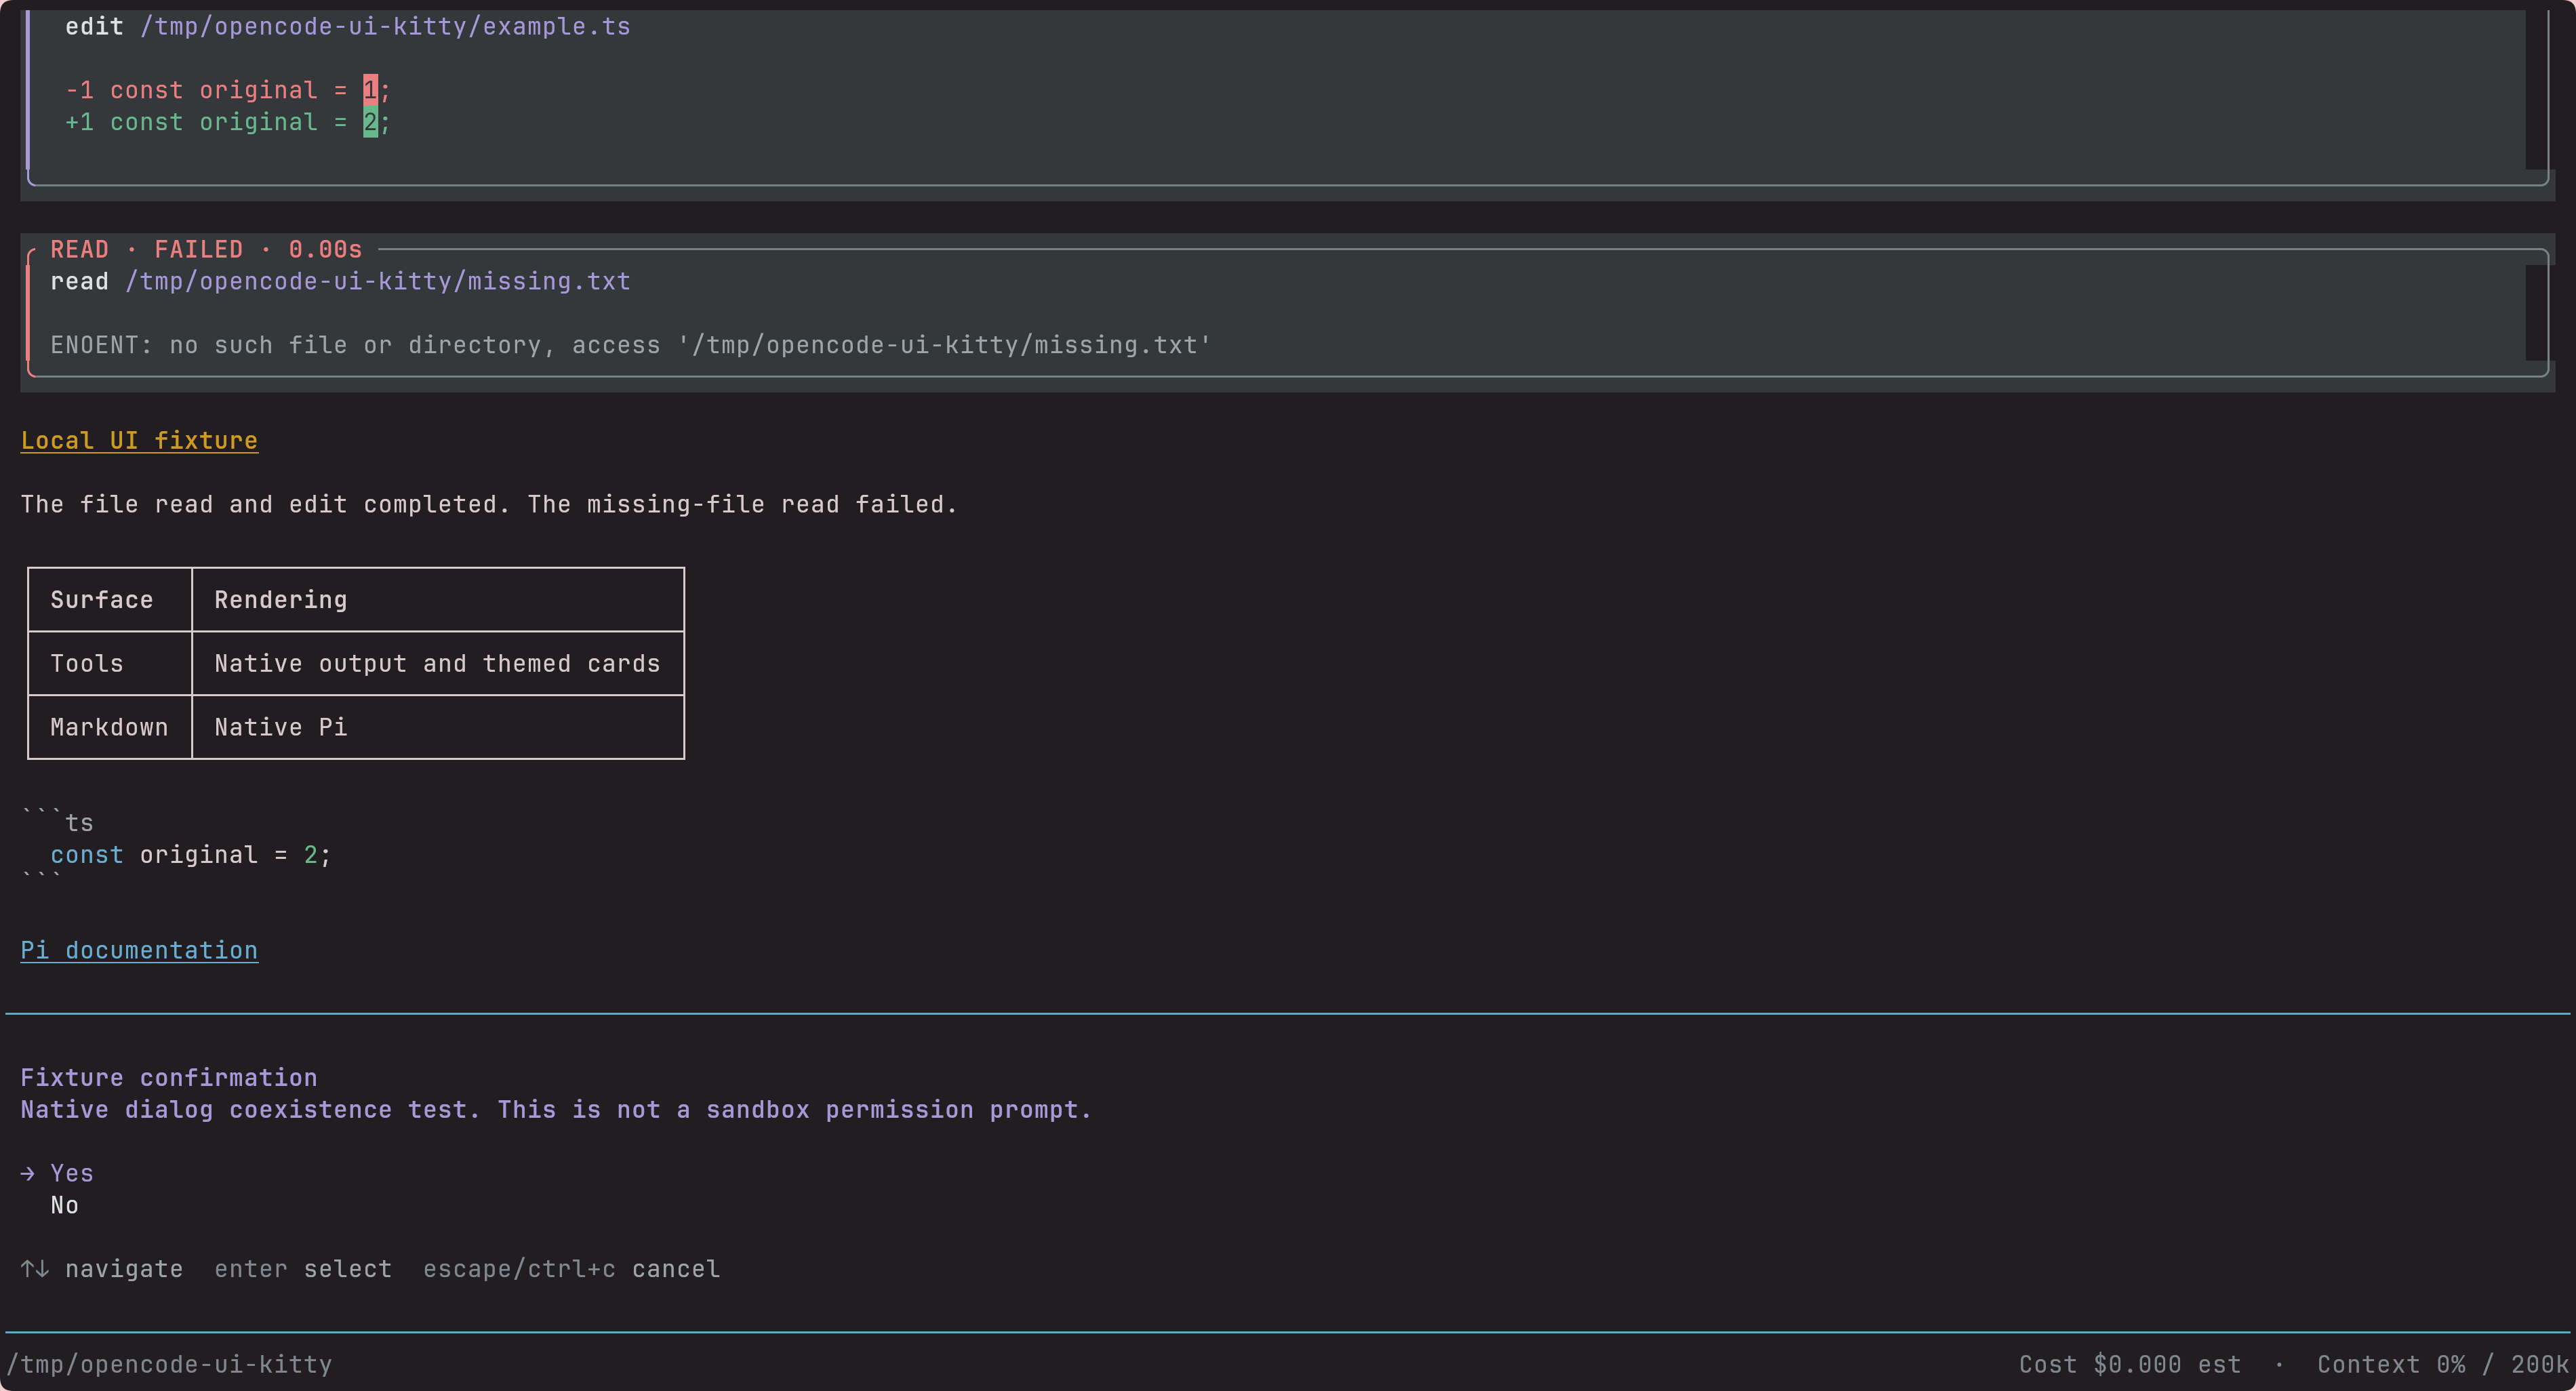 edit /tmp/opencode-ui-kitty/example.ts
-1 const original = 1;
+1 const original = 2;
READ · FAILED · 0.00s
read /tmp/opencode-ui-kitty/missing.txt
ENOENT: no such file or directory, access '/tmp/opencode-ui-kitty/missing.txt'
Local UI fixture
The file read and edit completed. The missing-file read failed.
Surface Rendering
Tools Native output and themed cards
Markdown Native Pi
```ts
const original = 2;
```
Pi documentation
Fixture confirmation
Native dialog coexistence test. This is not a sandbox permission prompt.
→ Yes
No
↑↓ navigate enter select escape/ctrl+c cancel
/tmp/opencode-ui-kitty Cost $0.000 est · Context 0% / 200k